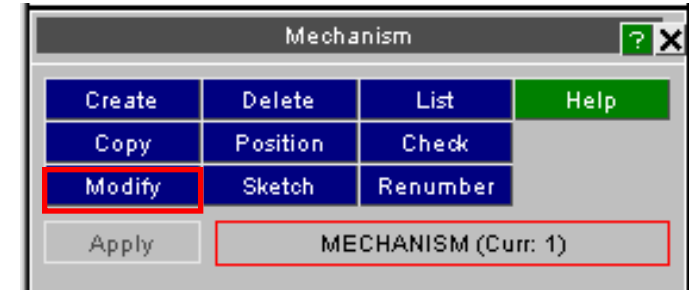 Mechanism ? X
Create Delete List Help
Copy Position Check
Modify Sketch Renumber
Apply MECHANISM (Curr: 1)